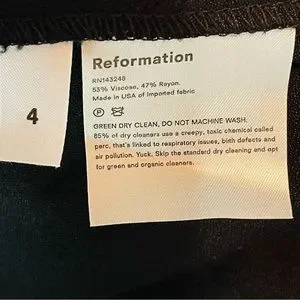 Reformation
RN143248
53% Viscose, 47% Rayon.
Made in USA of imported fabric
P
GREEN DRY CLEAN, DO NOT MACHINE WASH.
85% of dry cleaners use a creepy, toxic chemical called
perc, that's linked to respiratory issues, birth defects and
air pollution. Yuck. Skip the standard dry cleaning and opt
for green and organic cleaners.
4